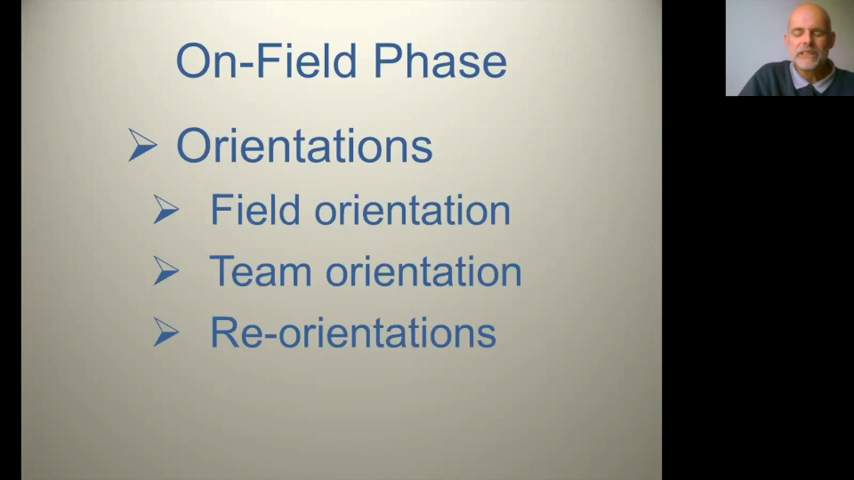 On-Field Phase
Orientations
Field orientation
Team orientation
Re-orientations